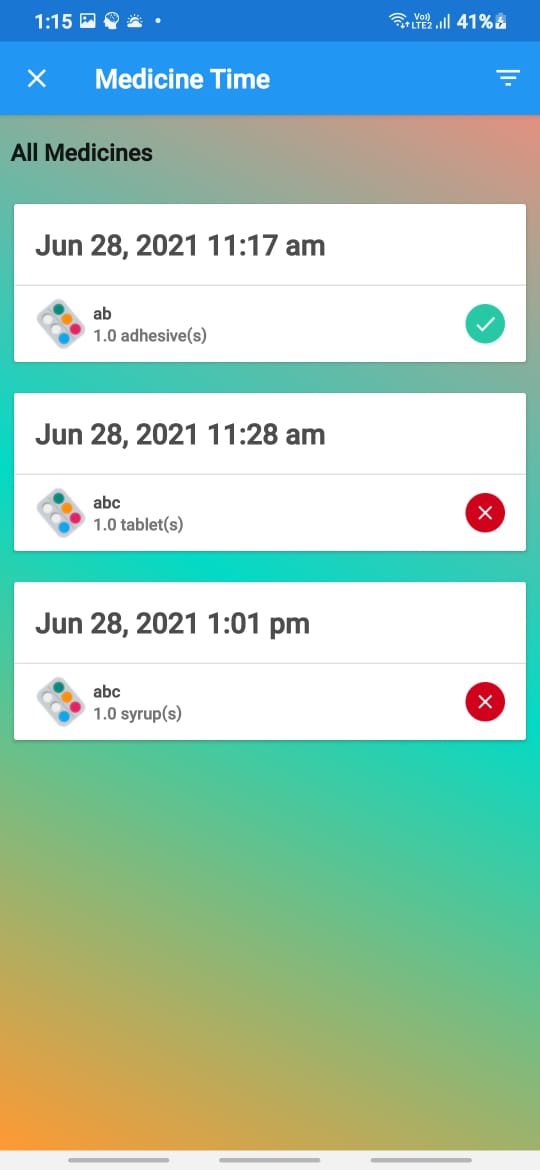 1:15
Vo))
LTE2
41%
Medicine Time
All Medicines
Jun 28, 2021 11:17 am
ab
1.0 adhesive(s)
Jun 28, 2021 11:28 am
abc
1.0 tablet(s)
Jun 28, 2021 1:01 pm
abc
1.0 syrup(s)